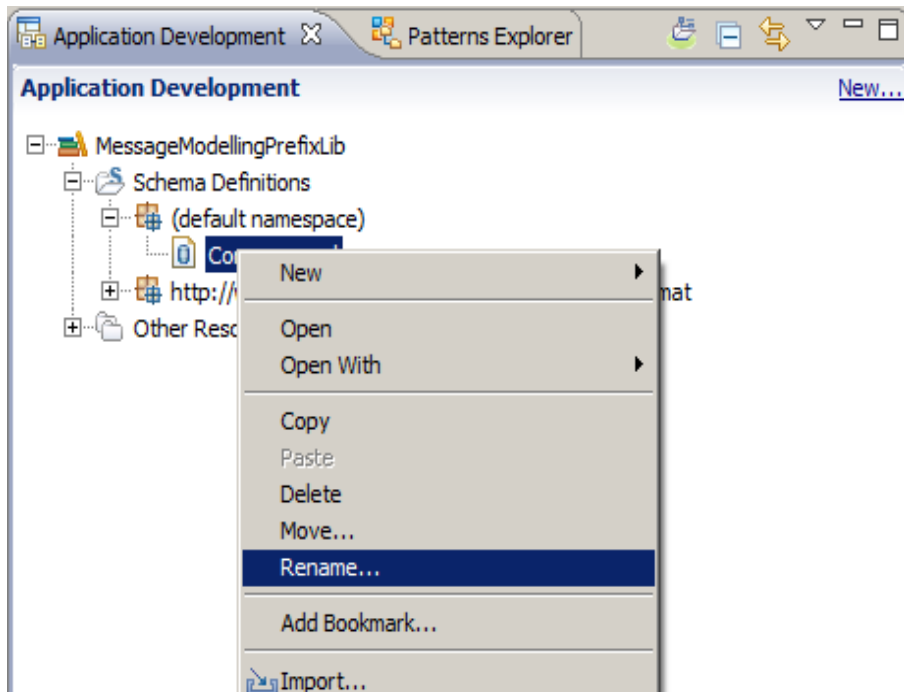 Application Development Patterns Explorer
Application Development New...
MessageModellingPrefixLib
Schema Definitions
(default namespace)
http://
mat
Other
New
Open
Open With
Copy
Paste
Delete
Move...
Rename...
Add Bookmark...
Import...